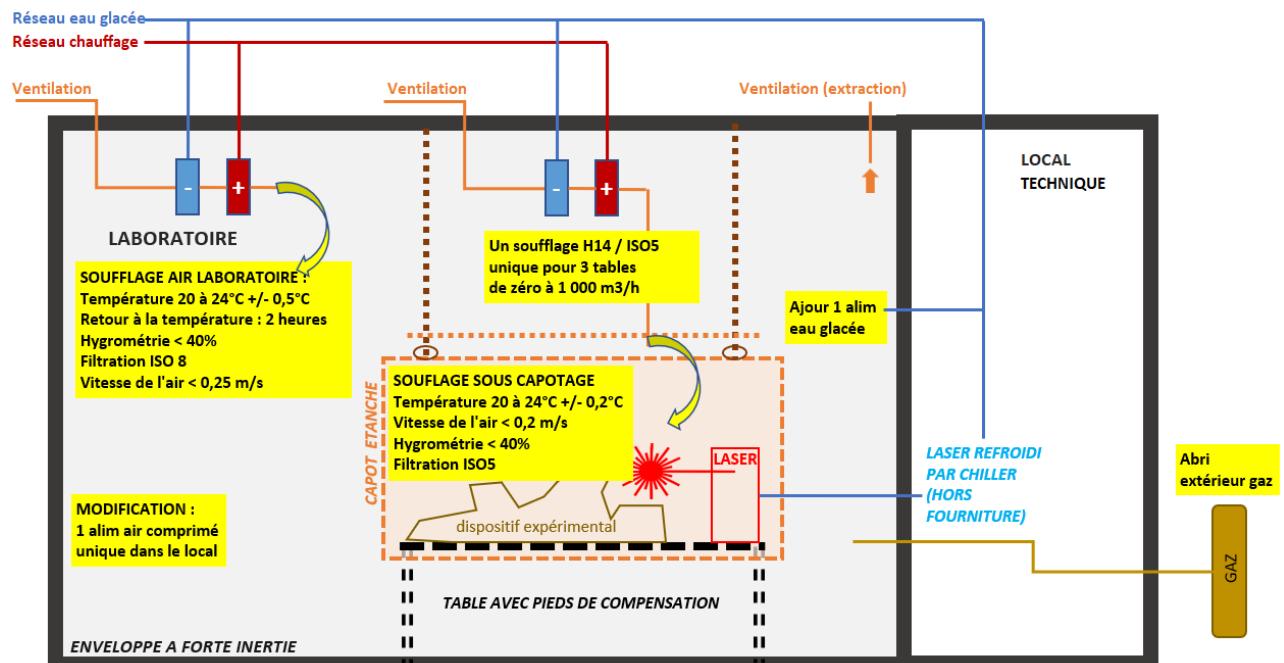 Réseau eau glacée
Réseau chauffage
Ventilation
Ventilation
Ventilation (extraction)
LOCAL
TECHNIQUE
-
+
-
+
LABORATOIRE
SOUFFLAGE AIR LABORATOIRE :
Température 20 à 24°C +/- 0,5°C
Retour à la température : 2 heures
Hygrométrie < 40%
Filtration ISO 8
Vitesse de l'air < 0,25 m/s
Un soufflage H14 / ISO5
unique pour 3 tables
de zéro à 1 000 m3/h
Ajour 1 alim
eau glacée
CAPOT ETANCHE
SOUFLAGE SOUS CAPOTAGE
Température 20 à 24°C +/- 0,2°C
Vitesse de l'air < 0,2 m/s
Hygrométrie < 40%
Filtration ISO5
LASER
dispositif expérimental
LASER REFROIDI
PAR CHILLER
(HORS
FOURNITURE)
Abri
extérieur gaz
GAZ
MODIFICATION :
1 alim air comprimé
unique dans le local
TABLE AVEC PIEDS DE COMPENSATION
ENVELOPPE A FORTE INERTIE